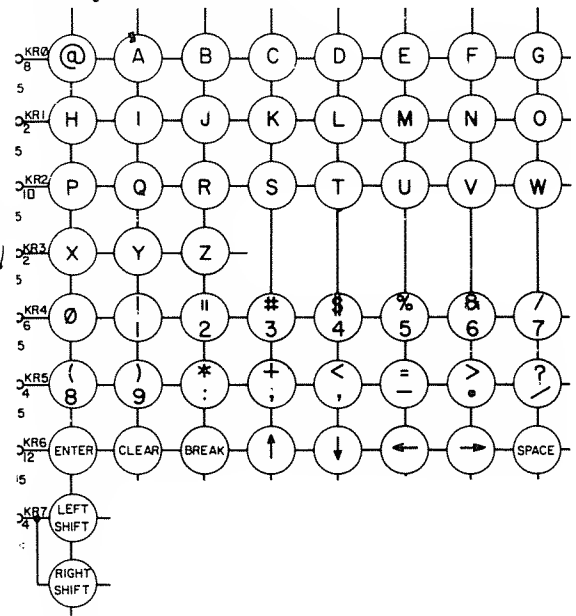 KR0 @ A B C D E F G
8
5
KR1 H I J K L M N O
2
5
KR2 P Q R S T U V W
10
5
KR3 X Y Z
2
5
KR4 Ø ! " # $ % & /
6 1 2 3 4 5 6 7
5
KR5 ( ) * + < = > ?
4 8 9 : ; , - . /
5
KR6 ENTER CLEAR BREAK ↑ ↓ ← → SPACE
12
5
KR7 LEFT
4 SHIFT
RIGHT
SHIFT